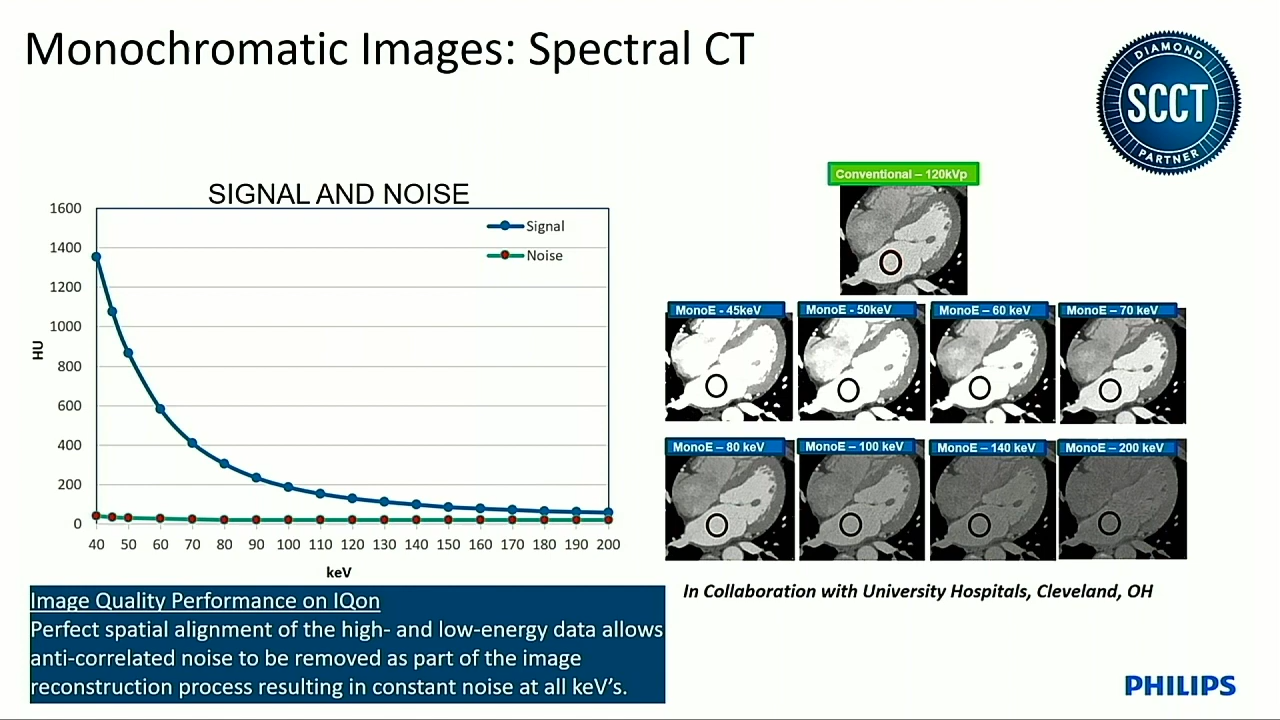 Monochromatic Images: Spectral CT
DIAMOND
SCCT
PARTNER
SIGNAL AND NOISE
Signal
Noise
1600
1400
1200
1000
800
600
400
200
0
HU
40 50 60 70 80 90 100 110 120 130 140 150 160 170 180 190 200
keV
Conventional – 120kVp
MonoE - 45keV MonoE - 50keV MonoE – 60 keV MonoE – 70 keV
MonoE – 80 keV MonoE – 100 keV MonoE – 140 keV MonoE – 200 keV
In Collaboration with University Hospitals, Cleveland, OH
Image Quality Performance on IQon
Perfect spatial alignment of the high- and low-energy data allows
anti-correlated noise to be removed as part of the image
reconstruction process resulting in constant noise at all keV’s.
PHILIPS